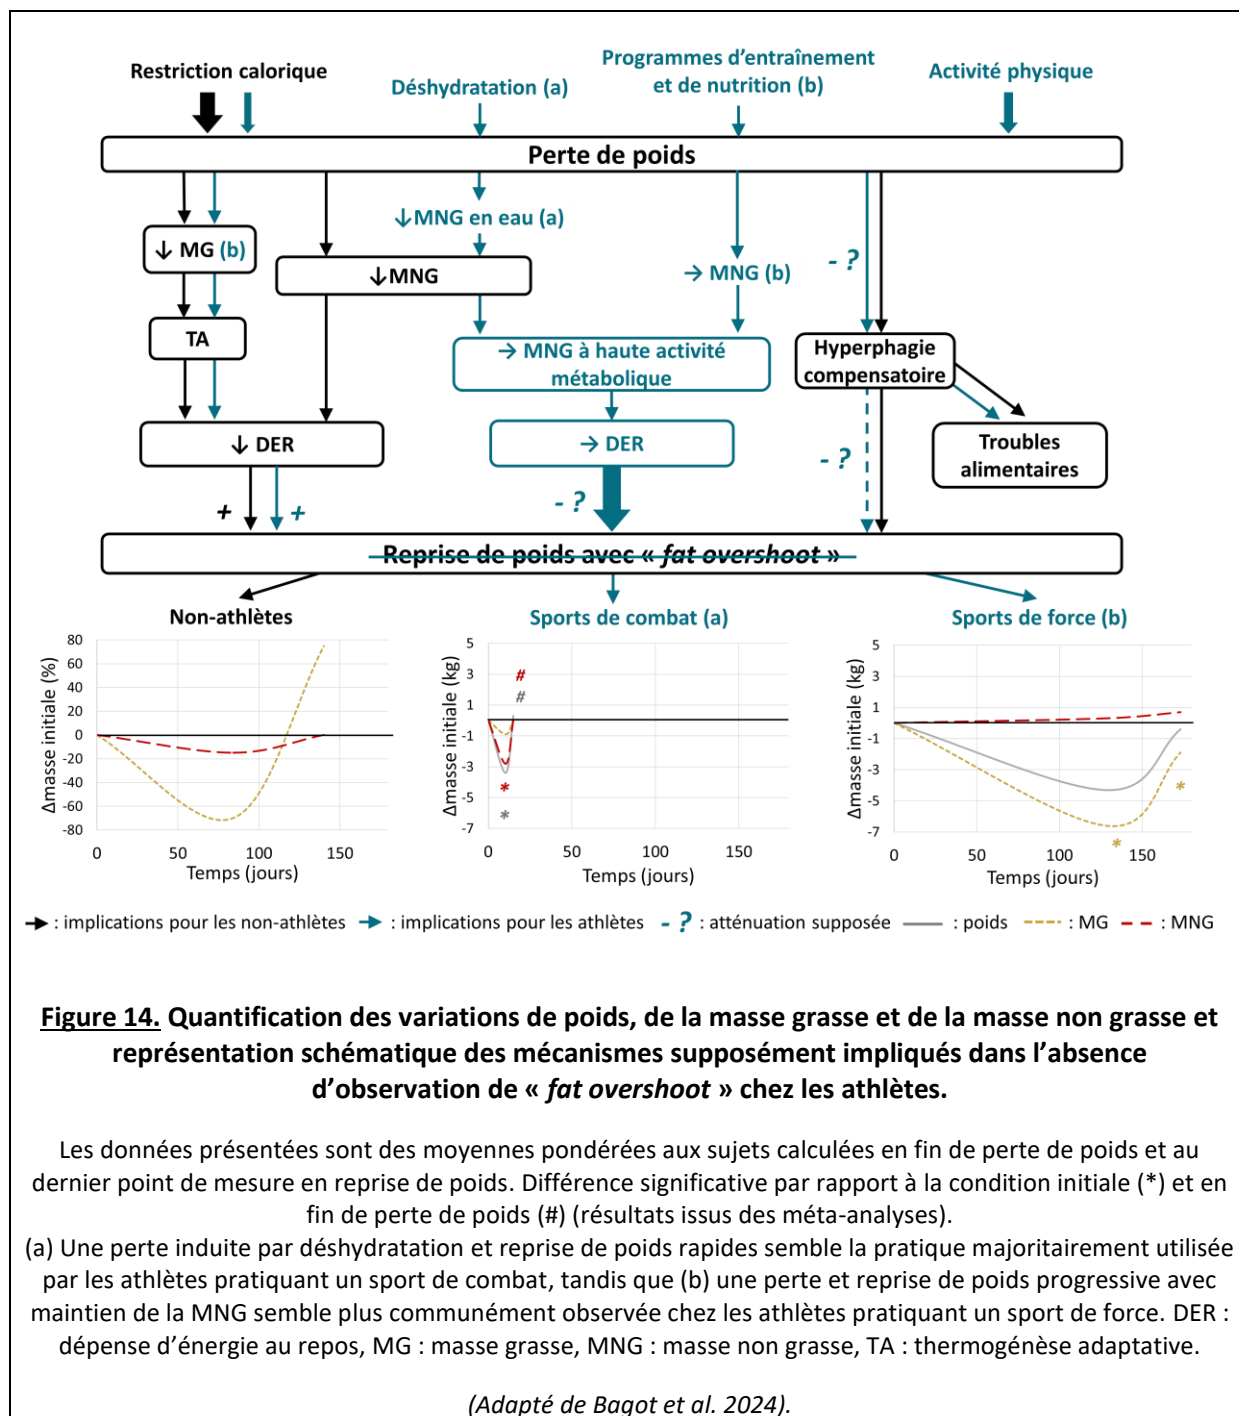 Restriction calorique
Déshydratation (a)
Programmes d'entraînement
et de nutrition (b)
Activité physique
Perte de poids
↓MNG en eau (a)
↓ MG (b)
↓MNG
→ MNG (b)
- ?
TA
→ MNG à haute activité
métabolique
Hyperphagie
compensatoire
↓ DER
→ DER
- ?
Troubles
alimentaires
+
+
- ?
Reprise de poids avec « fat overshoot »
Non-athlètes
Sports de combat (a)
Sports de force (b)
Δmasse initiale (%)
80
60
40
20
0
-20
-40
-60
-80
0
50
100
150
Temps (jours)
Δmasse initiale (kg)
5
3
1
-1
-3
-5
-7
#
#
*
*
0
50
100
150
Temps (jours)
Δmasse initiale (kg)
5
3
1
-1
-3
-5
-7
*
*
0
50
100
150
Temps (jours)
→ : implications pour les non-athlètes → : implications pour les athlètes - ? : atténuation supposée : poids : MG : MNG
Figure 14. Quantification des variations de poids, de la masse grasse et de la masse non grasse et
représentation schématique des mécanismes supposément impliqués dans l'absence
d'observation de « fat overshoot » chez les athlètes.
Les données présentées sont des moyennes pondérées aux sujets calculées en fin de perte de poids et au
dernier point de mesure en reprise de poids. Différence significative par rapport à la condition initiale (*) et en
fin de perte de poids (#) (résultats issus des méta-analyses).
(a) Une perte induite par déshydratation et reprise de poids rapides semble la pratique majoritairement utilisée
par les athlètes pratiquant un sport de combat, tandis que (b) une perte et reprise de poids progressive avec
maintien de la MNG semble plus communément observée chez les athlètes pratiquant un sport de force. DER :
dépense d'énergie au repos, MG : masse grasse, MNG : masse non grasse, TA : thermogénèse adaptative.
(Adapté de Bagot et al. 2024).